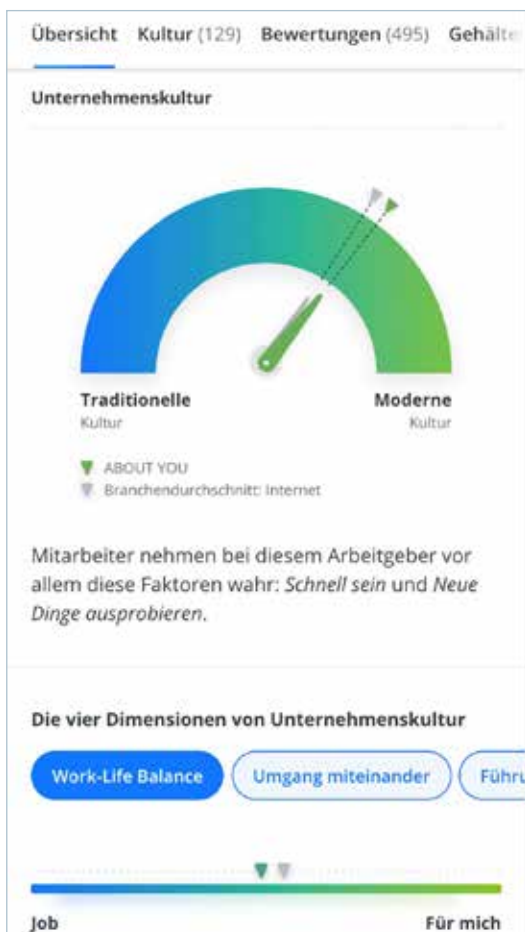 Übersicht Kultur (129) Bewertungen (495) Gehälte
Unternehmenskultur
Traditionelle Moderne
Kultur Kultur
ABOUT YOU
Branchendurchschnitt: Internet
Mitarbeiter nehmen bei diesem Arbeitgeber vor
allem diese Faktoren wahr: Schnell sein und Neue
Dinge ausprobieren.
Die vier Dimensionen von Unternehmenskultur
Work-Life Balance Umgang miteinander Führu
Job Für mich